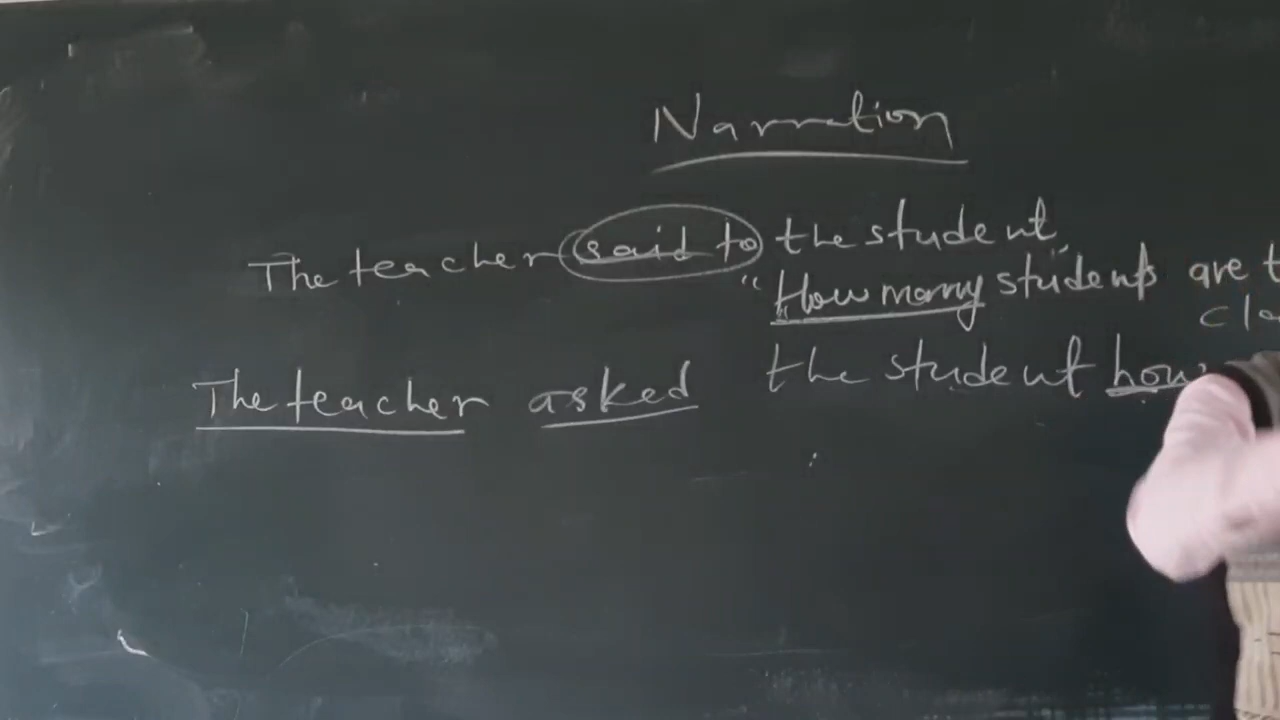 Narration
The teacher said to the student,
"How many students are
The teacher asked the student how